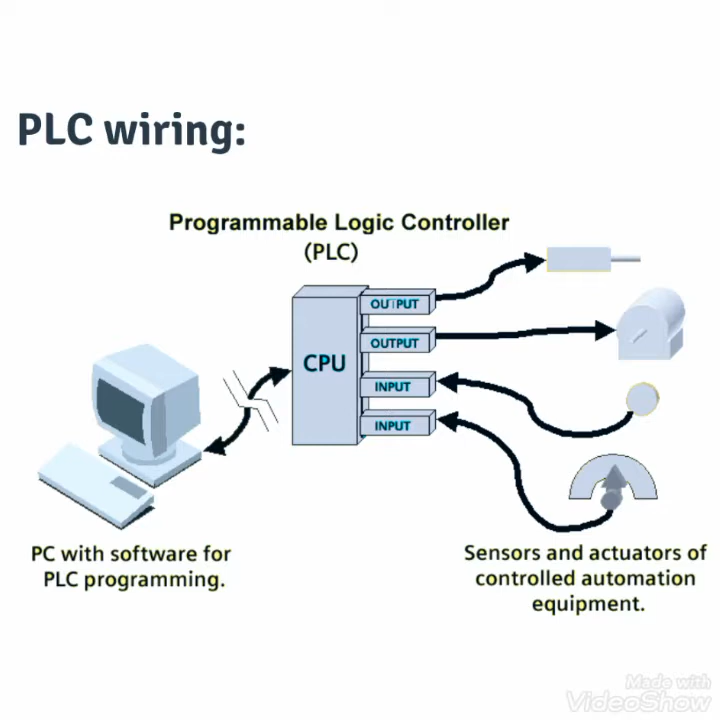 PLC wiring:
Programmable Logic Controller
(PLC)
OUTPUT
OUTPUT
CPU
INPUT
INPUT
PC with software for
PLC programming.
Sensors and actuators of
controlled automation
equipment.
Made with
VideoShow